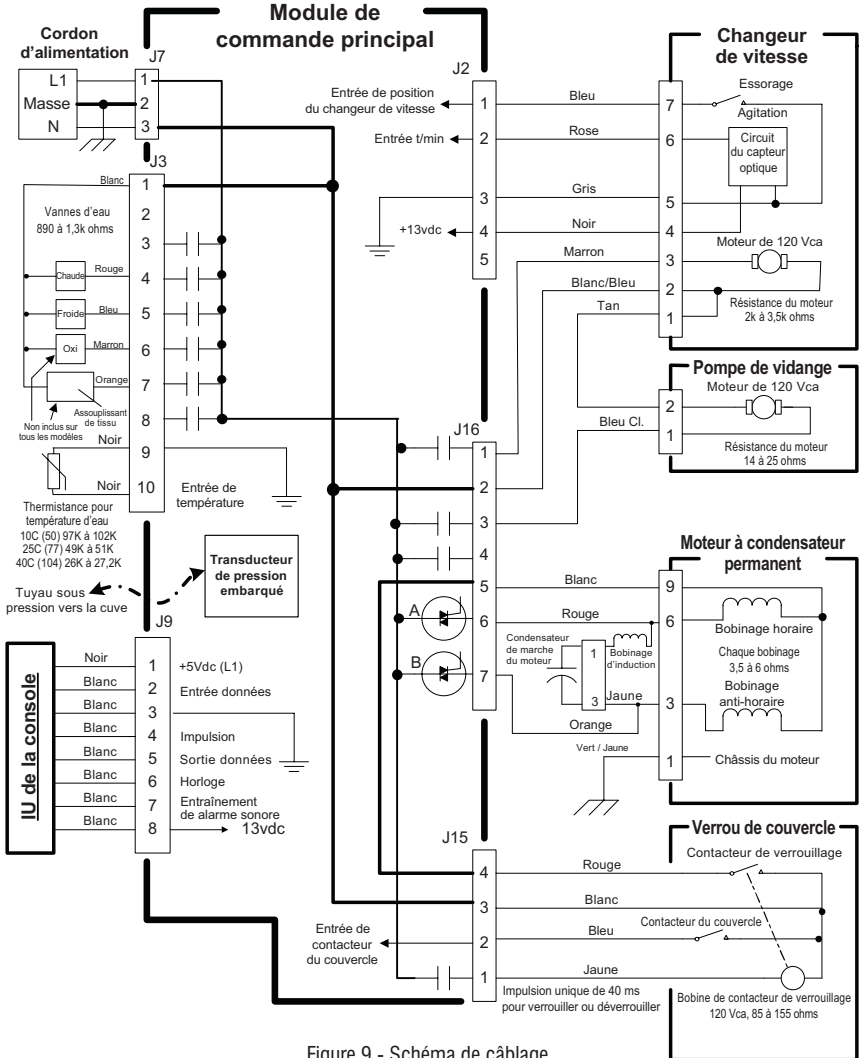 Module de
commande principal
Cordon
d'alimentation
J7
L1
1
Masse
2
N
3
J3
Blanc
1
Vannes d'eau
890 à 1,3k ohms
2
3
Chaude
Rouge
4
Froide
Bleu
5
Oxi
Marron
6
Orange
7
Assouplissant
de tissu
8
Non inclus sur
tous les modèles
Noir
9
Noir
10
Entrée de
température
Thermistance pour
température d'eau
10C (50) 97K à 102K
25C (77) 49K à 51K
40C (104) 26K à 27,2K
Transducteur
de pression
embarqué
Tuyau sous
pression vers la cuve
J9
IU de la console
Noir
1
+5Vdc (L1)
Blanc
2
Entrée données
Blanc
3
Blanc
4
Impulsion
Blanc
5
Sortie données
Blanc
6
Horloge
Blanc
7
Entraînement
de alarme sonore
Blanc
8
13vdc
J2
Entrée de position
du changeur de vitesse
1
Bleu
7
Entrée t/min
2
Rose
6
3
Gris
5
+13vdc
4
Noir
4
5
Marron
3
Blanc/Bleu
2
Tan
1
Changeur
de vitesse
Essorage
Agitation
Circuit
du capteur
optique
Moteur de 120 Vca
Résistance du moteur
2k à 3,5k ohms
Pompe de vidange
Moteur de 120 Vca
2
Bleu Cl.
1
Résistance du moteur
14 à 25 ohms
J16
1
2
3
4
5
A
6
B
7
Moteur à condensateur
permanent
Blanc
9
Rouge
6
Bobinage horaire
Condensateur
de marche
du moteur
1
Bobinage
d'induction
Chaque bobinage
3,5 à 6 ohms
3
Jaune
3
Bobinage
anti-horaire
Orange
Vert / Jaune
1
Châssis du moteur
J15
Verrou de couvercle
Contacteur de verrouillage
4
Rouge
3
Blanc
Entrée de
contacteur
du couvercle
2
Bleu
Contacteur du couvercle
1
Jaune
Impulsion unique de 40 ms
pour verrouiller ou déverrouiller
Bobine de contacteur de verrouillage
120 Vca, 85 à 155 ohms
Figure 9 - Schéma de câblage